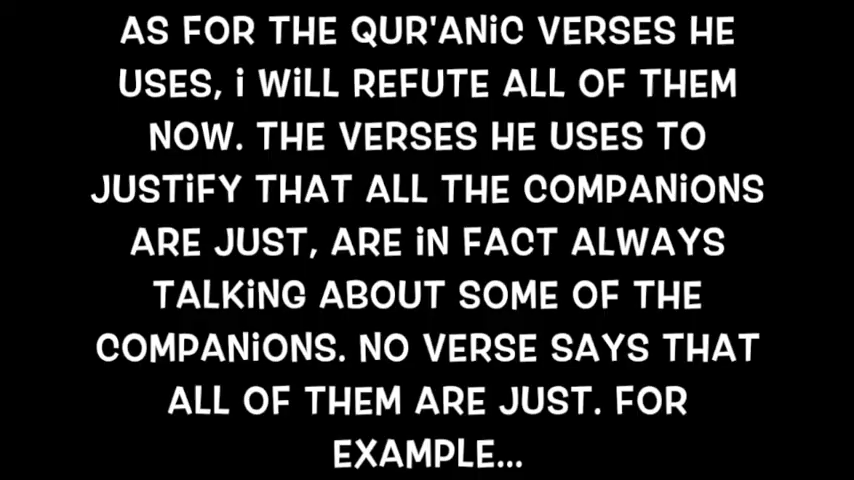 AS FOR THE QUR'ANiC VERSES HE
USES, i WiLL REFUTE ALL OF THEM
NOW. THE VERSES HE USES TO
JUSTiFY THAT ALL THE COMPANiONS
ARE JUST, ARE iN FACT ALWAYS
TALKiNG ABOUT SOME OF THE
COMPANiONS. NO VERSE SAYS THAT
ALL OF THEM ARE JUST. FOR
EXAMPLE...